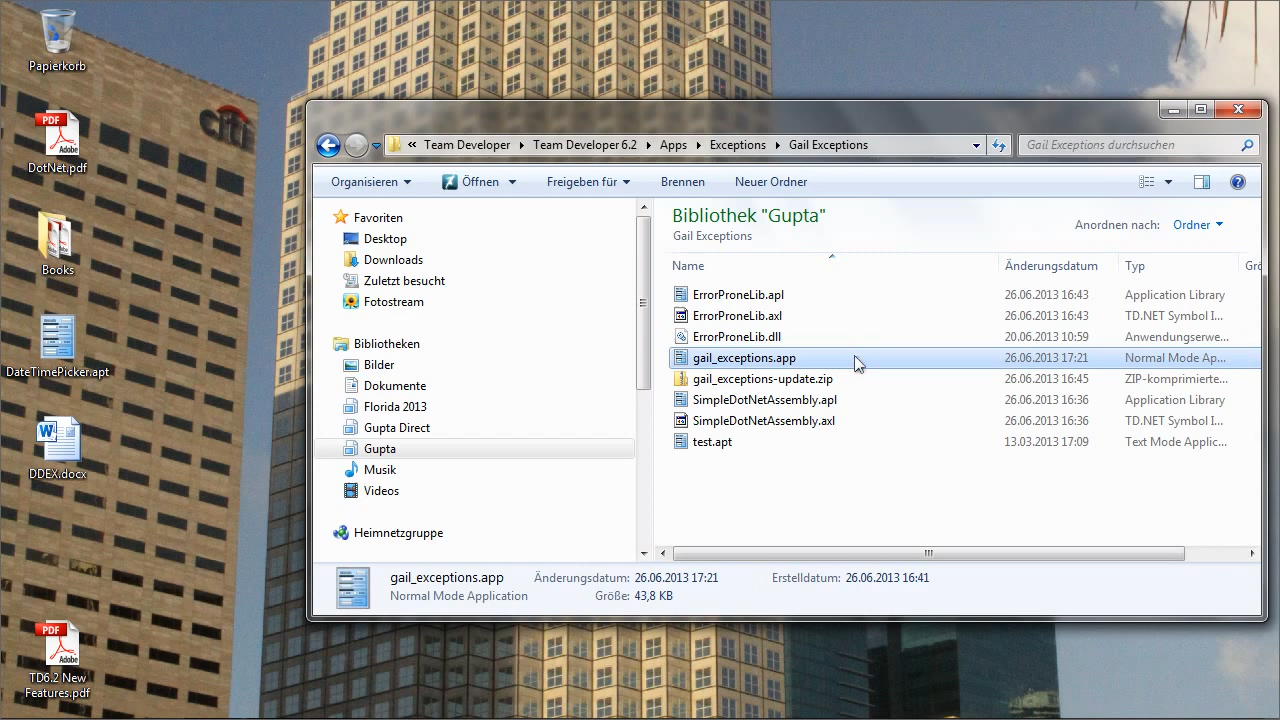 Papierkorb
DotNet.pdf
Books
DateTimePicker.apt
DDEX.docx
TD6.2 New
Features.pdf
citi
« Team Developer Team Developer 6.2 Apps Exceptions Gail Exceptions
Gail Exceptions durchsuchen
Organisieren Öffnen Freigeben für Brennen Neuer Ordner
Favoriten
Desktop
Downloads
Zuletzt besucht
Fotostream
Bibliotheken
Bilder
Dokumente
Florida 2013
Gupta Direct
Gupta
Musik
Videos
Heimnetzgruppe
Bibliothek "Gupta"
Gail Exceptions
Anordnen nach: Ordner
Name Änderungsdatum Typ Grö
ErrorProneLib.apl 26.06.2013 16:43 Application Library
ErrorProneLib.axl 26.06.2013 16:43 TD.NET Symbol I...
ErrorProneLib.dll 20.06.2013 10:59 Anwendungserwe...
gail_exceptions.app 26.06.2013 17:21 Normal Mode Ap...
gail_exceptions-update.zip 26.06.2013 16:45 ZIP-komprimierte...
SimpleDotNetAssembly.apl 26.06.2013 16:36 Application Library
SimpleDotNetAssembly.axl 26.06.2013 16:36 TD.NET Symbol I...
test.apt 13.03.2013 17:09 Text Mode Applic...
gail_exceptions.app Änderungsdatum: 26.06.2013 17:21 Erstelldatum: 26.06.2013 16:41
Normal Mode Application Größe: 43,8 KB